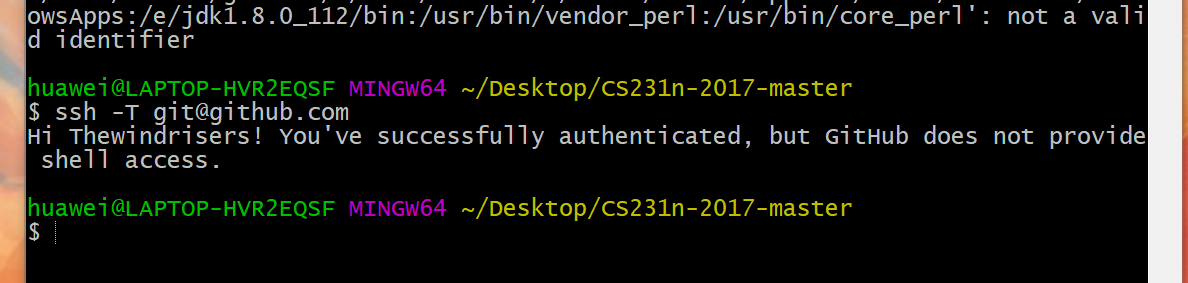 owsApps:/e/jdk1.8.0_112/bin:/usr/bin/vendor_perl:/usr/bin/core_perl': not a vali
d identifier
huawei@LAPTOP-HVR2EQSF MINGW64 ~/Desktop/CS231n-2017-master
$ ssh -T git@github.com
Hi Thewindrisers! You've successfully authenticated, but GitHub does not provide
 shell access.
huawei@LAPTOP-HVR2EQSF MINGW64 ~/Desktop/CS231n-2017-master
$